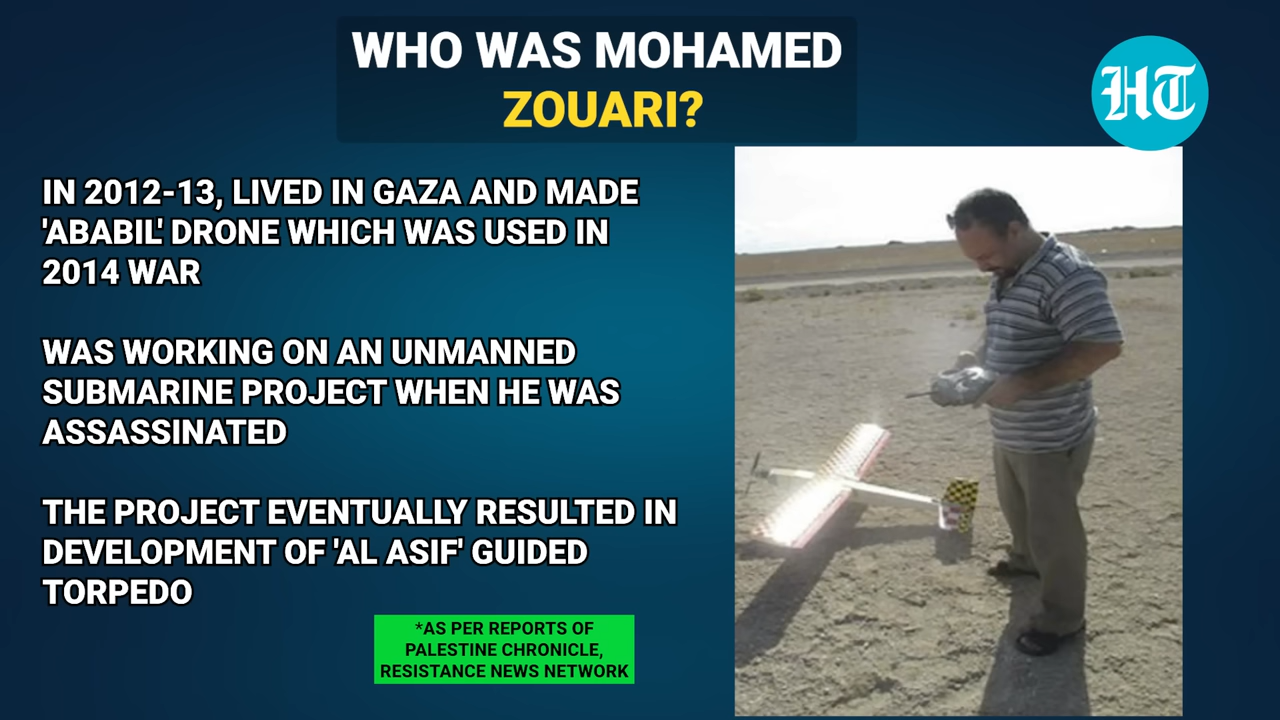 WHO WAS MOHAMED
ZOUARI?
HT
IN 2012-13, LIVED IN GAZA AND MADE
'ABABIL' DRONE WHICH WAS USED IN
2014 WAR
WAS WORKING ON AN UNMANNED
SUBMARINE PROJECT WHEN HE WAS
ASSASSINATED
THE PROJECT EVENTUALLY RESULTED IN
DEVELOPMENT OF 'AL ASIF' GUIDED
TORPEDO
*AS PER REPORTS OF
PALESTINE CHRONICLE,
RESISTANCE NEWS NETWORK